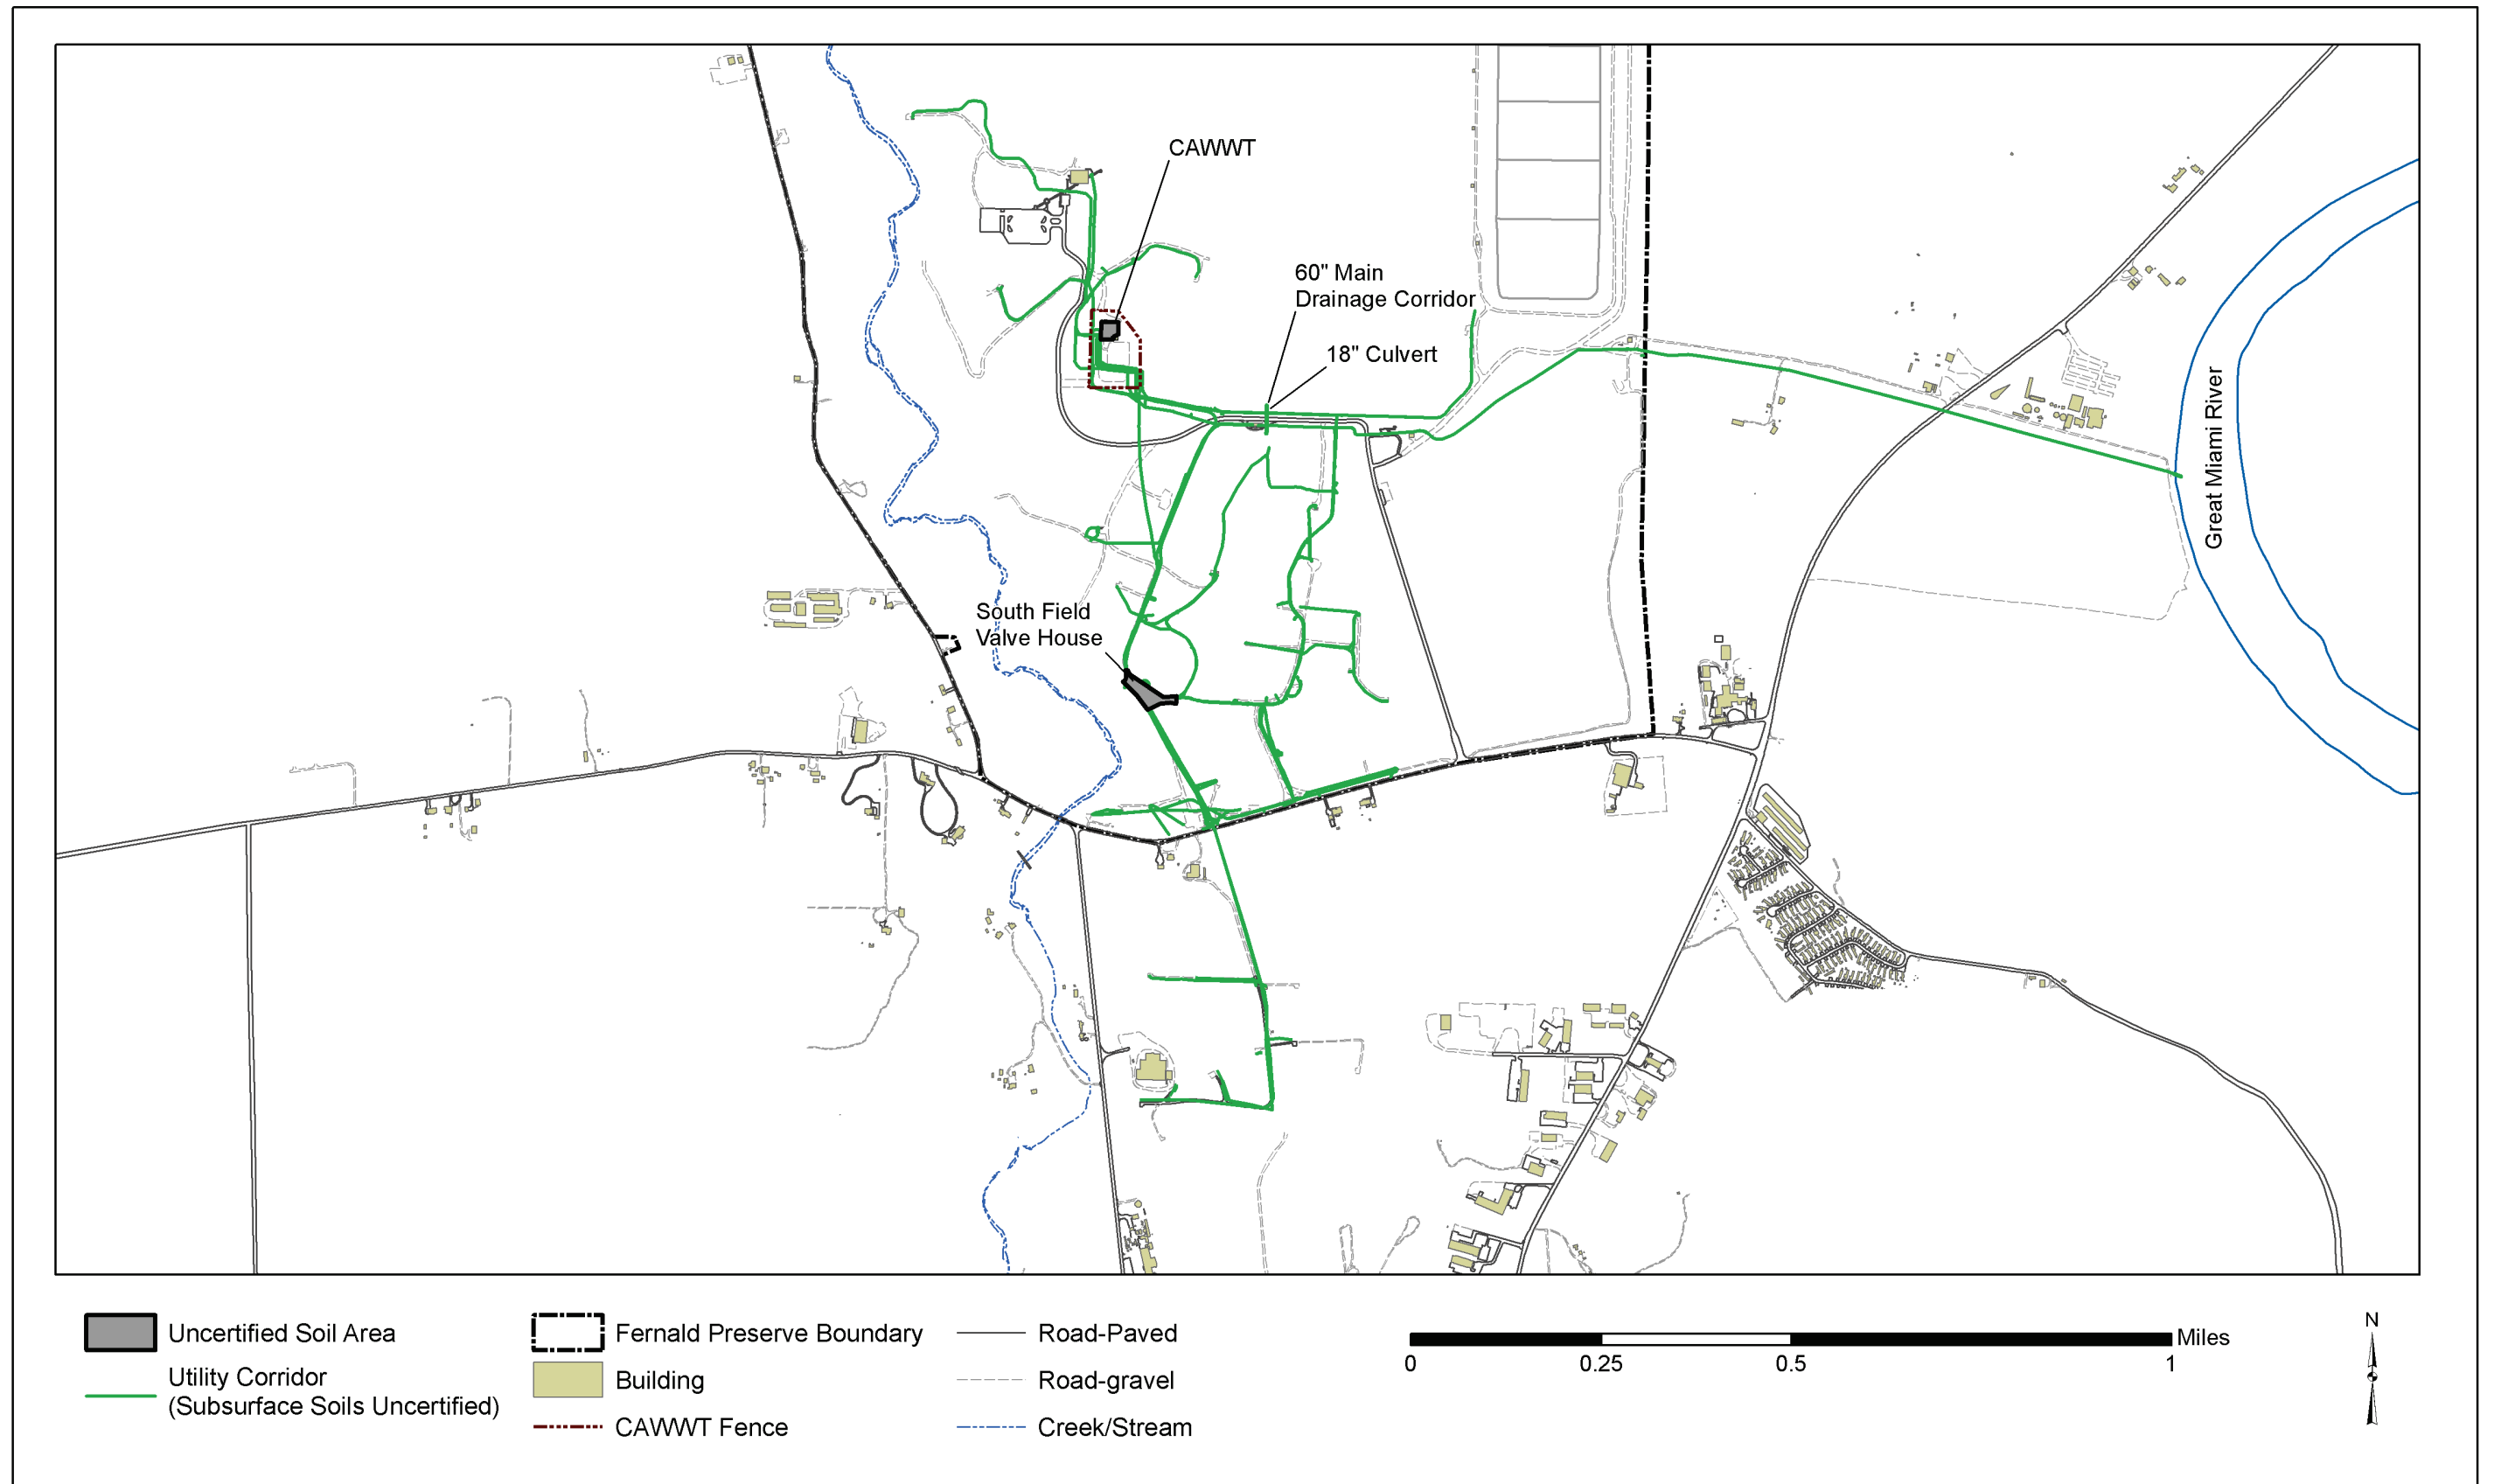 CAWWT
60" Main
Drainage Corridor
18" Culvert
Great Miami River
South Field
Valve House
Uncertified Soil Area
Utility Corridor
(Subsurface Soils Uncertified)
Fernald Preserve Boundary
Building
CAWWT Fence
Road-Paved
Road-gravel
Creek/Stream
Miles
0 0.25 0.5 1
N